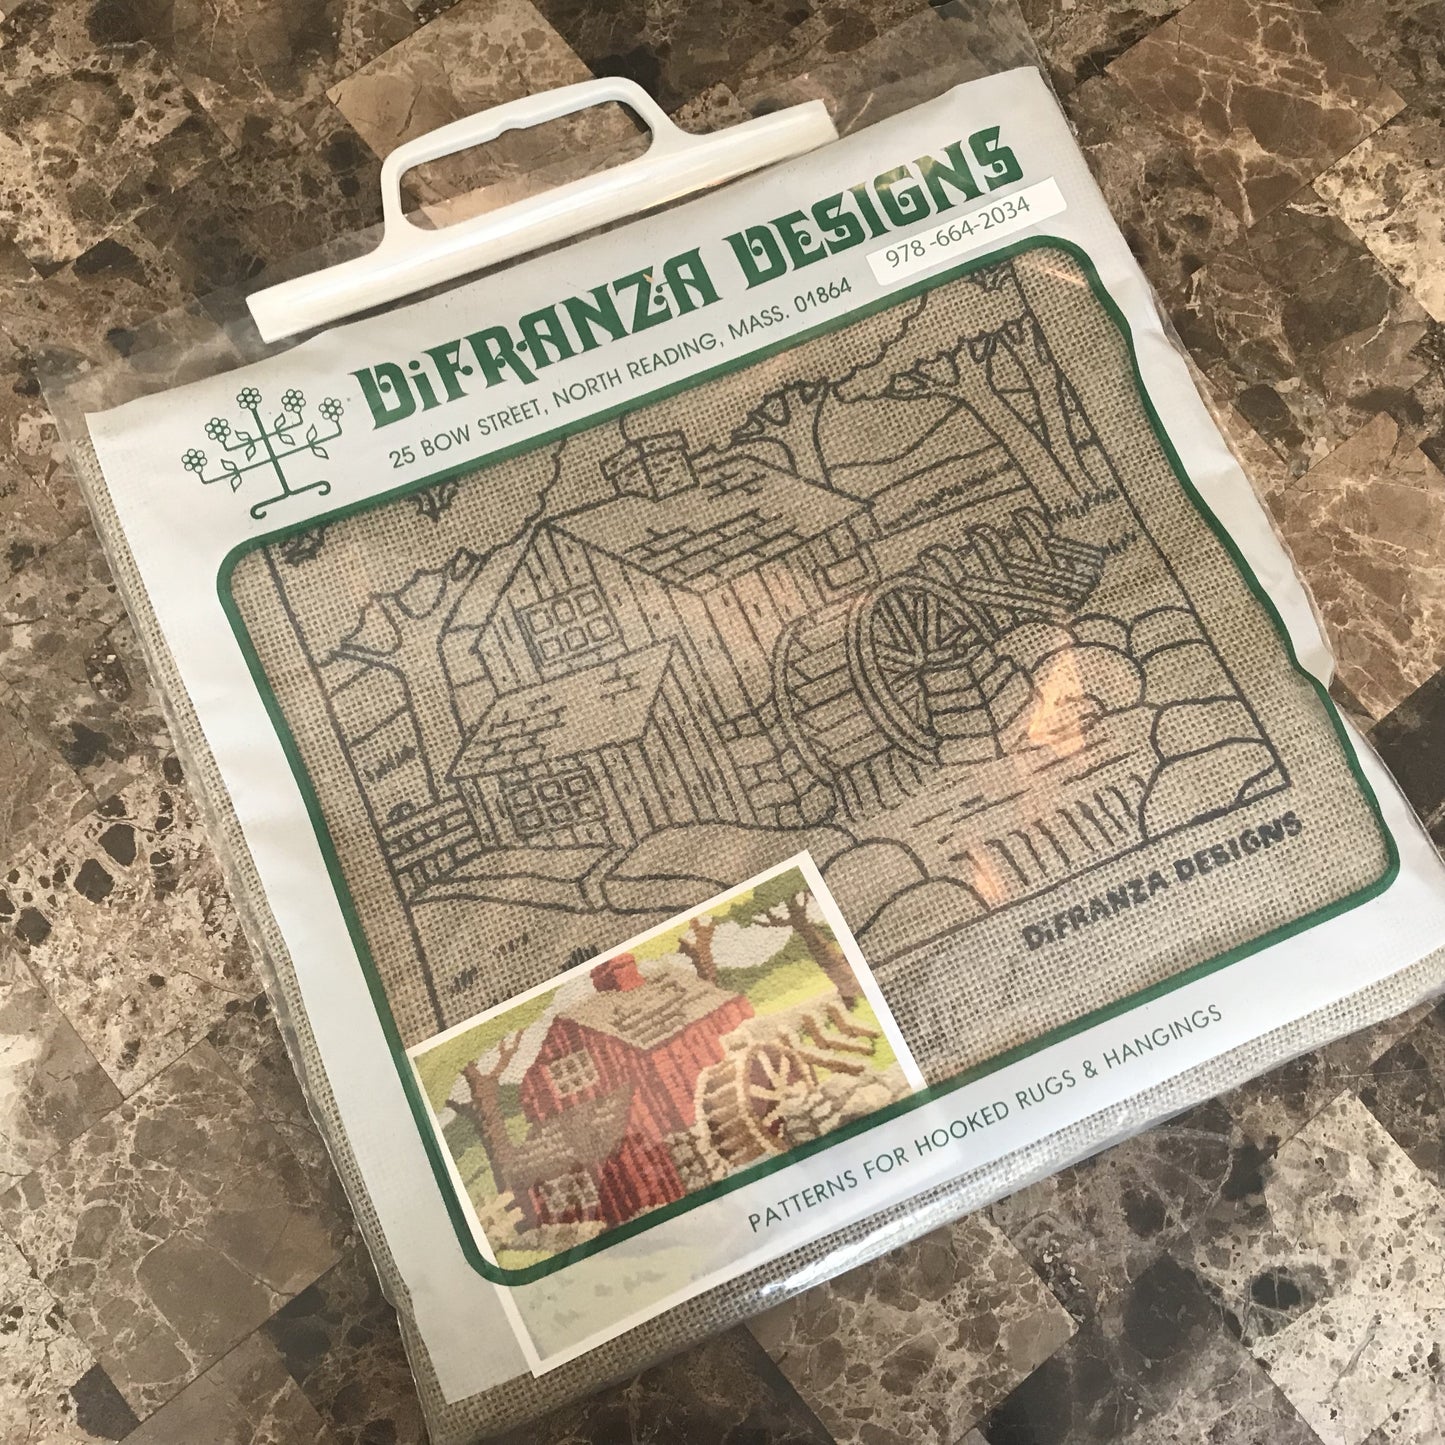 DiFRANZA DESIGNS
978-664-2034
25 BOW STREET, NORTH READING, MASS. 01864
DiFRANZA DESIGNS
PATTERNS FOR HOOKED RUGS & HANGINGS